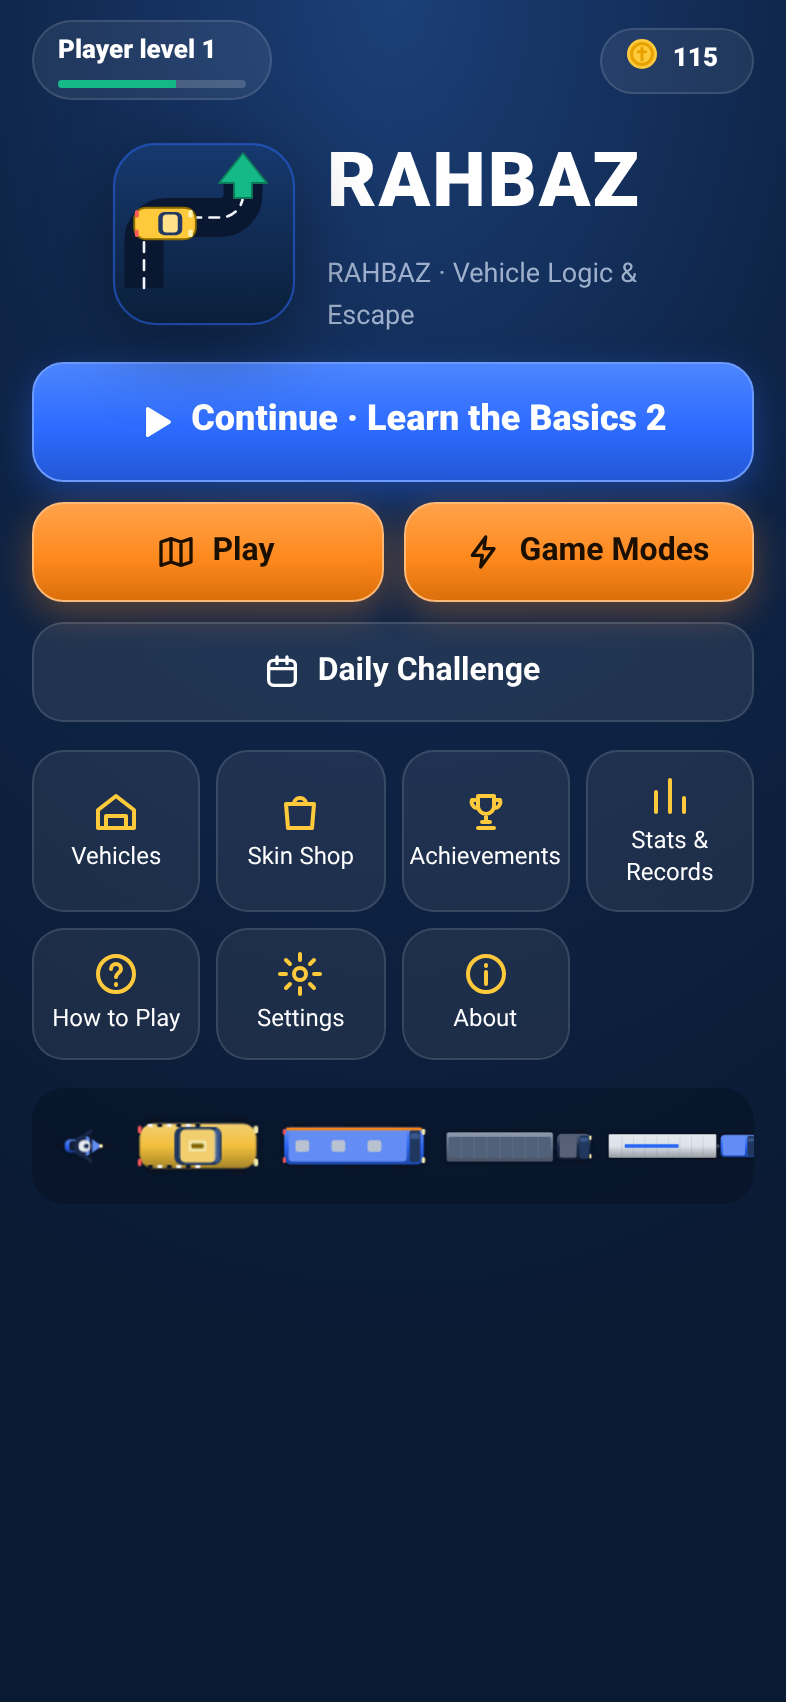 Player level 1
115
RAHBAZ
RAHBAZ · Vehicle Logic &
Escape
Continue · Learn the Basics 2
Play
Game Modes
Daily Challenge
Vehicles
Skin Shop
Achievements
Stats &
Records
How to Play
Settings
About